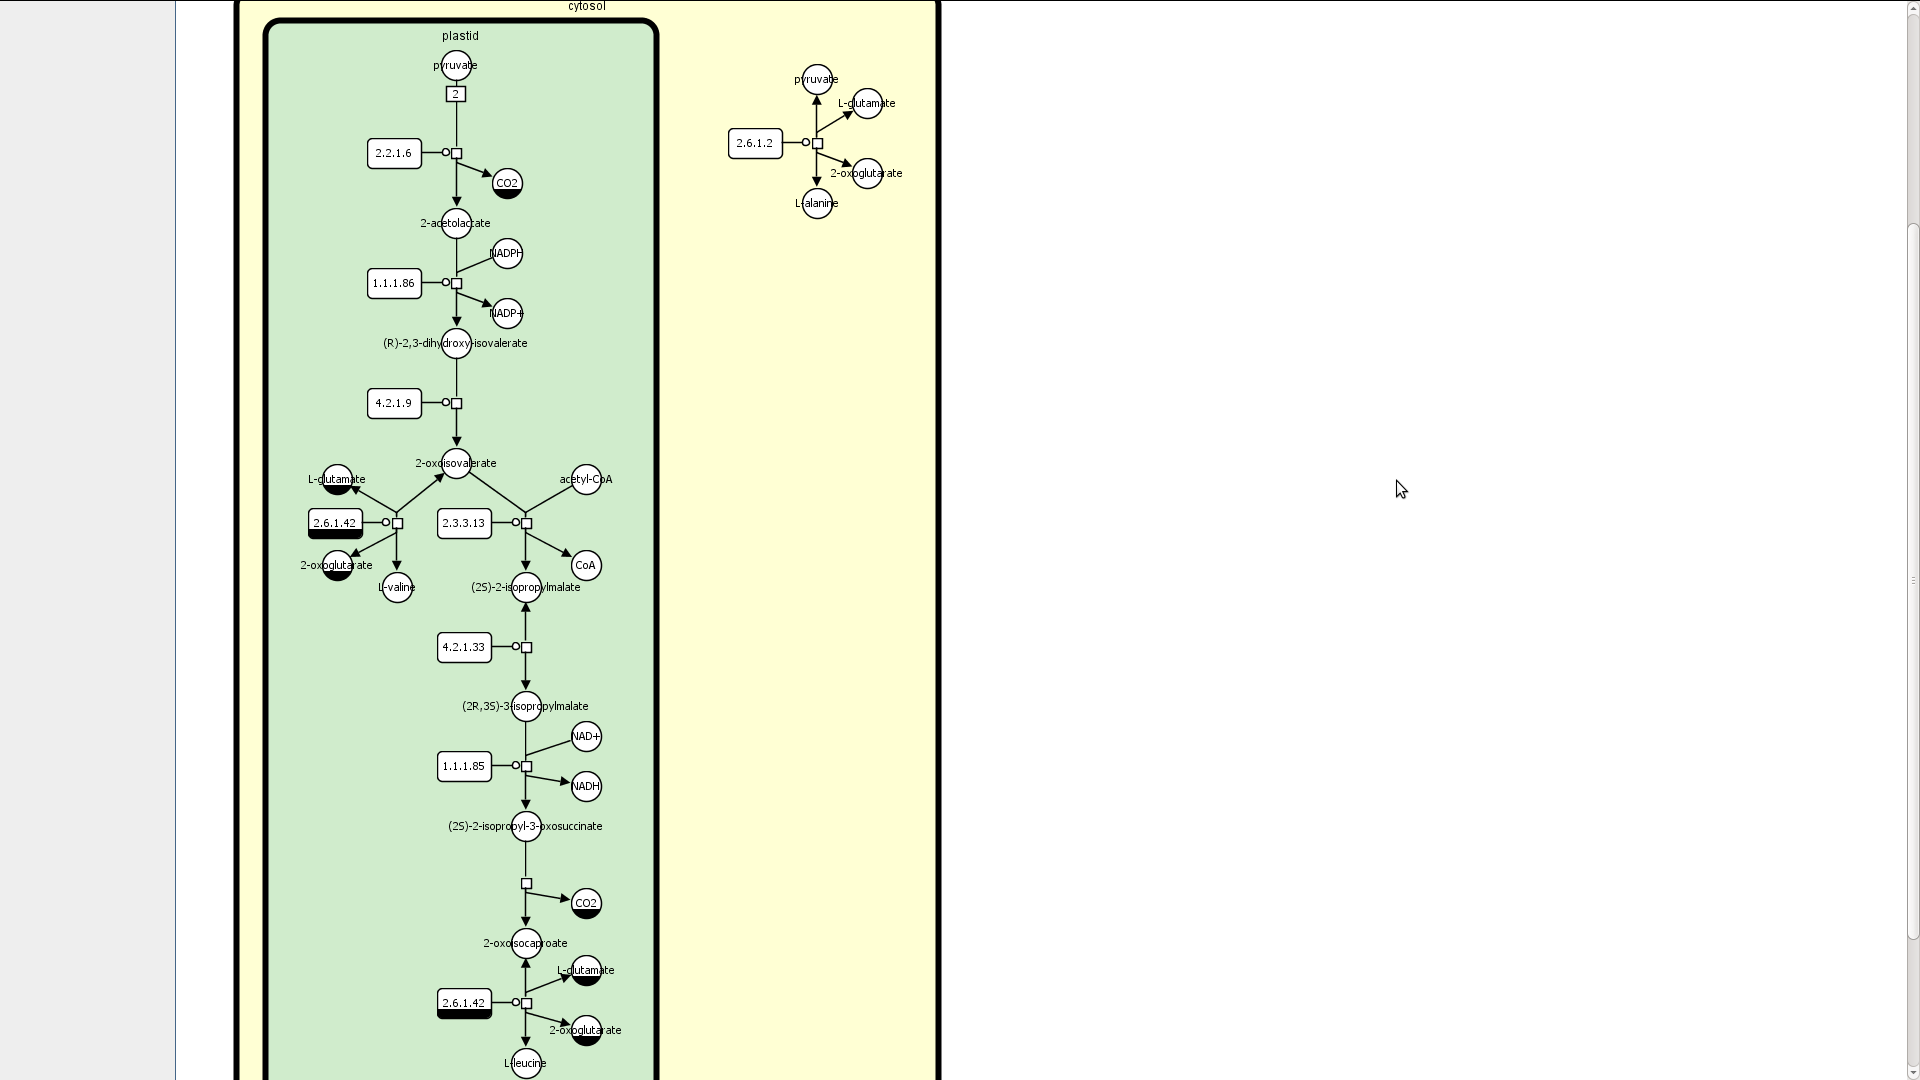 cytosol
plastid
pyruvate
2
2.2.1.6
CO2
2-acetolactate
NADPH
1.1.1.86
NADP+
(R)-2,3-dihydroxy-isovalerate
4.2.1.9
2-oxoisovalerate
L-glutamate
acetyl-CoA
2.6.1.42
2.3.3.13
2-oxoglutarate
CoA
L-valine
(2S)-2-isopropylmalate
4.2.1.33
(2R,3S)-3-isopropylmalate
NAD+
1.1.1.85
NADH
(2S)-2-isopropyl-3-oxosuccinate
CO2
2-oxoisocaproate
L-glutamate
2.6.1.42
2-oxoglutarate
L-leucine
pyruvate
L-glutamate
2.6.1.2
2-oxoglutarate
L-alanine